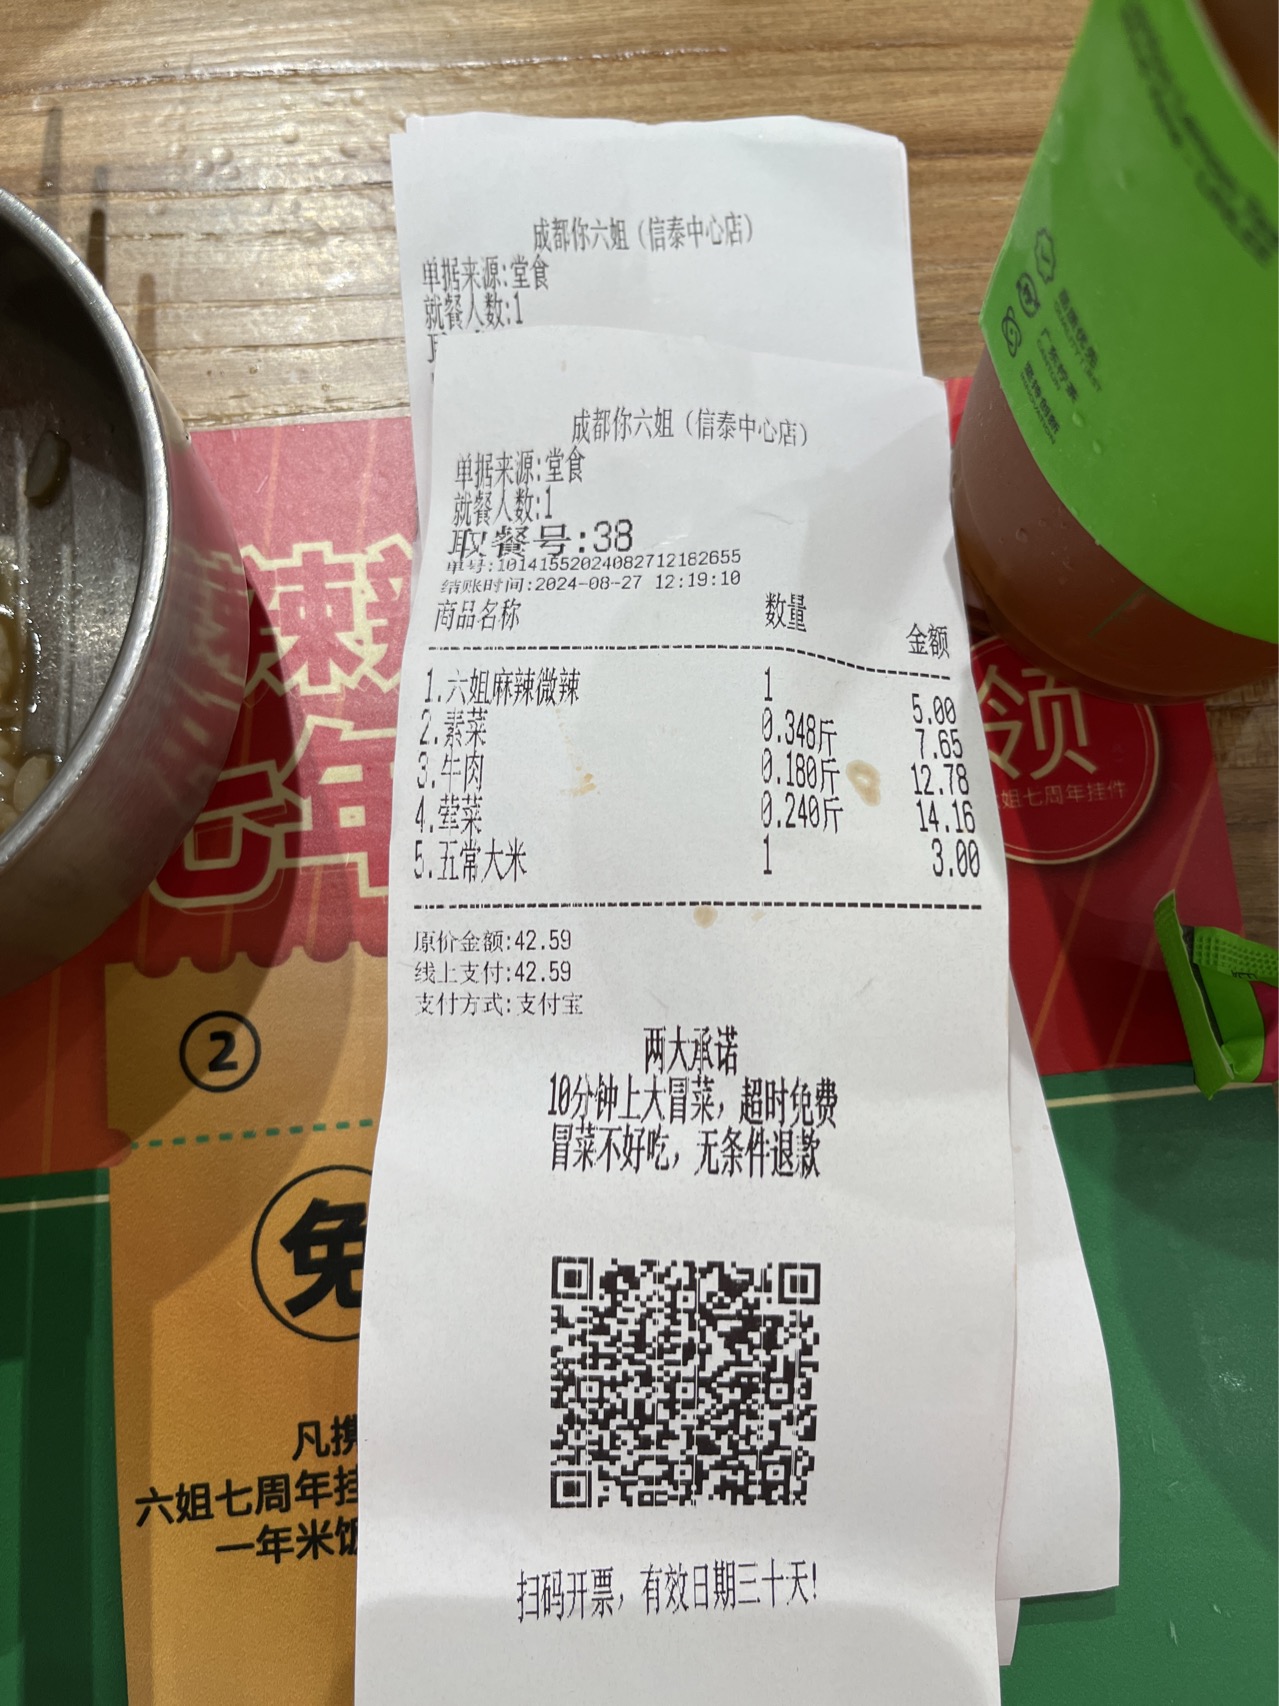 成都你六姐（信泰中心店）
单据来源:堂食
就餐人数:1
成都你六姐（信泰中心店）
单据来源:堂食
就餐人数:1
取餐号:38
单号:10141552024082712182655
结账时间:2024-08-27 12:19:10
商品名称 数量 金额
1.六姐麻辣微辣 1 5.00
2.素菜 0.348斤 7.65
3.牛肉 0.180斤 12.78
4.荤菜 0.240斤 14.16
5.五常大米 1 3.00
原价金额:42.59
线上支付:42.59
支付方式:支付宝
两大承诺
10分钟上大冒菜，超时免费
冒菜不好吃，无条件退款
扫码开票，有效日期三十天!
辣
七年
领
姐七周年挂件
②
免
凡携
六姐七周年挂
一年米饭